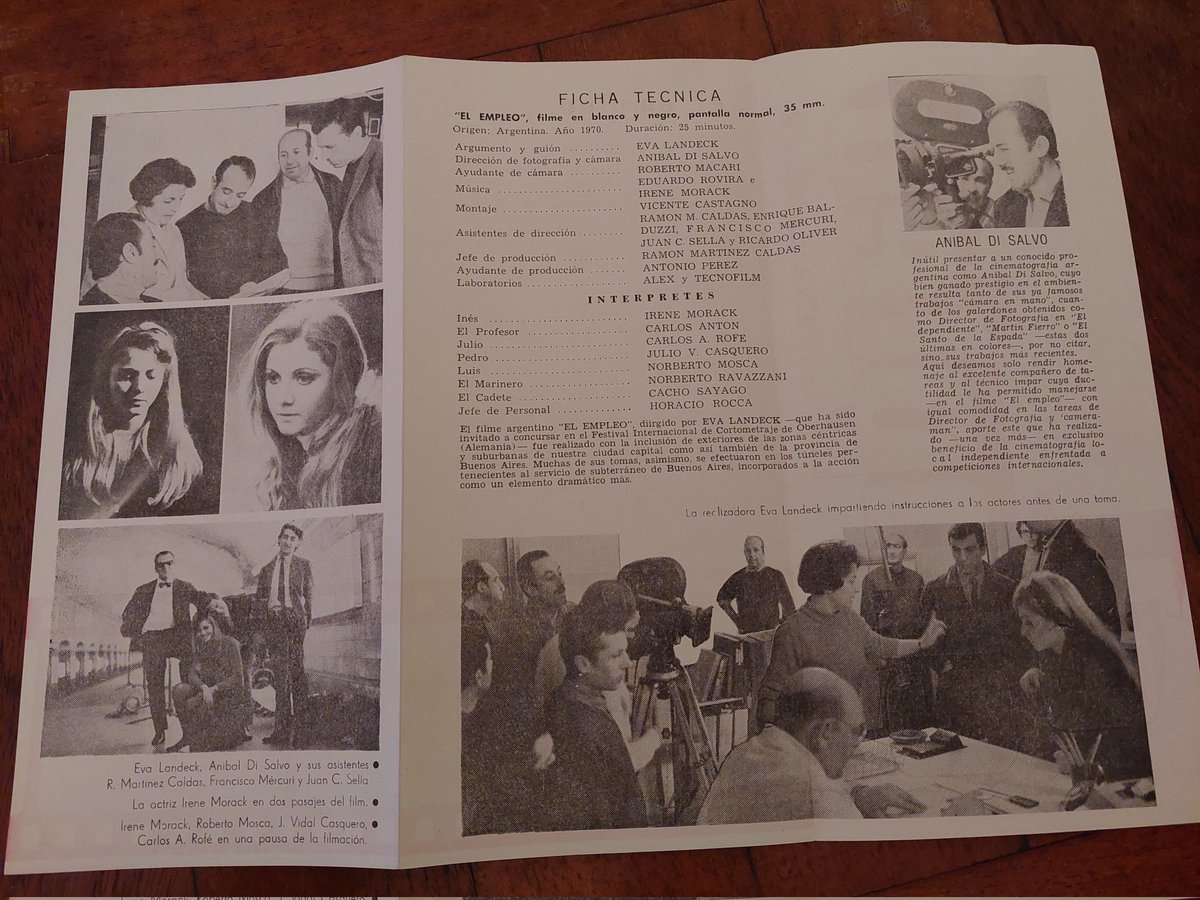 FICHA TECNICA
"EL EMPLEO", filme en blanco y negro, pantalla normal, 35 mm.
Origen: Argentina. Año 1970. Duración: 25 minutos.
Argumento y guión .......... EVA LANDECK
Dirección de fotografía y cámara ANIBAL DI SALVO
Ayudante de cámara .......... ROBERTO MACARI
Música ........................ EDUARDO ROVIRA e
IRENE MORACK
Montaje ...................... VICENTE CASTAGNO
Asistentes de dirección ........ RAMON M. CALDAS, ENRIQUE BAL-
DUZZI, FRANCISCO MERCURI,
JUAN C. SELLA y RICARDO OLIVER
Jefe de producción ............ RAMON MARTINEZ CALDAS
Ayudante de producción ...... ANTONIO PEREZ
Laboratorios .................. ALEX y TECNOFILM
INTERPRETES
Inés .......................... IRENE MORACK
El Profesor .................... CARLOS ANTON
Julio .......................... CARLOS A. ROFE
Pedro .......................... JULIO V. CASQUERO
Luis .......................... NORBERTO MOSCA
El Marinero .................... NORBERTO RAVAZZANI
El Cadete ...................... CACHO SAYAGO
Jefe de Personal .............. HORACIO ROCCA
El filme argentino "EL EMPLEO", diirgido por EVA LANDECK —que ha sido
invitado a concursar en el Festival Internacional de Cortometraje de Oberhausen
(Alemania)— fue realizado con la inclusión de exteriores de las zonas céntricas
y suburbanas de nuestra ciudad capital como así también de la provincia de
Buenos Aires. Muchas de sus tomas, asimismo, se efectuaron en los túneles per-
tenecientes al servicio de subterráneo de Buenos Aires, incorporados a la acción
como un elemento dramático más.
ANIBAL DI SALVO
Inútil presentar a un conocido pro-
fesional de la cinematografía ar-
gentina como Aníbal Di Salvo, cuyo
bien ganado prestigio en el ambien-
te resulta tanto de sus ya famosos
trabajos "cámara en mano", cuan-
to de los galardones obtenidos co-
mo Director de Fotografía en "El
dependiente", "Martín Fierro" o "El
Santo de la Espada" —estas dos
últimas en colores—, por no citar,
sino sus trabajos más recientes.
Aquí deseamos solo rendir home-
naje al excelente compañero de ta-
reas y al técnico impar cuya duc-
tilidad le ha permitido manejarse
—en el filme "El empleo"— con
igual comodidad en las tareas de
Director de Fotografía y 'camera-
man", aparte este que ha realiza-
do —una vez más— en exclusivo
beneficio de la cinematografía lo-
cal independiente enfrentada a
competiciones internacionales.
La realizadora Eva Landeck impartiendo instrucciones a los actores antes de una toma.
Eva Landeck, Anibal Di Salvo y sus asistentes ●
R. Martinez Caldas, Francisco Mércuri y Juan C. Sella
La actriz Irene Morack en dos pasajes del film. ●
Irene Morack, Roberto Mosca, J. Vidal Casquero, ●
Carlos A. Rofé en una pausa de la filmación.